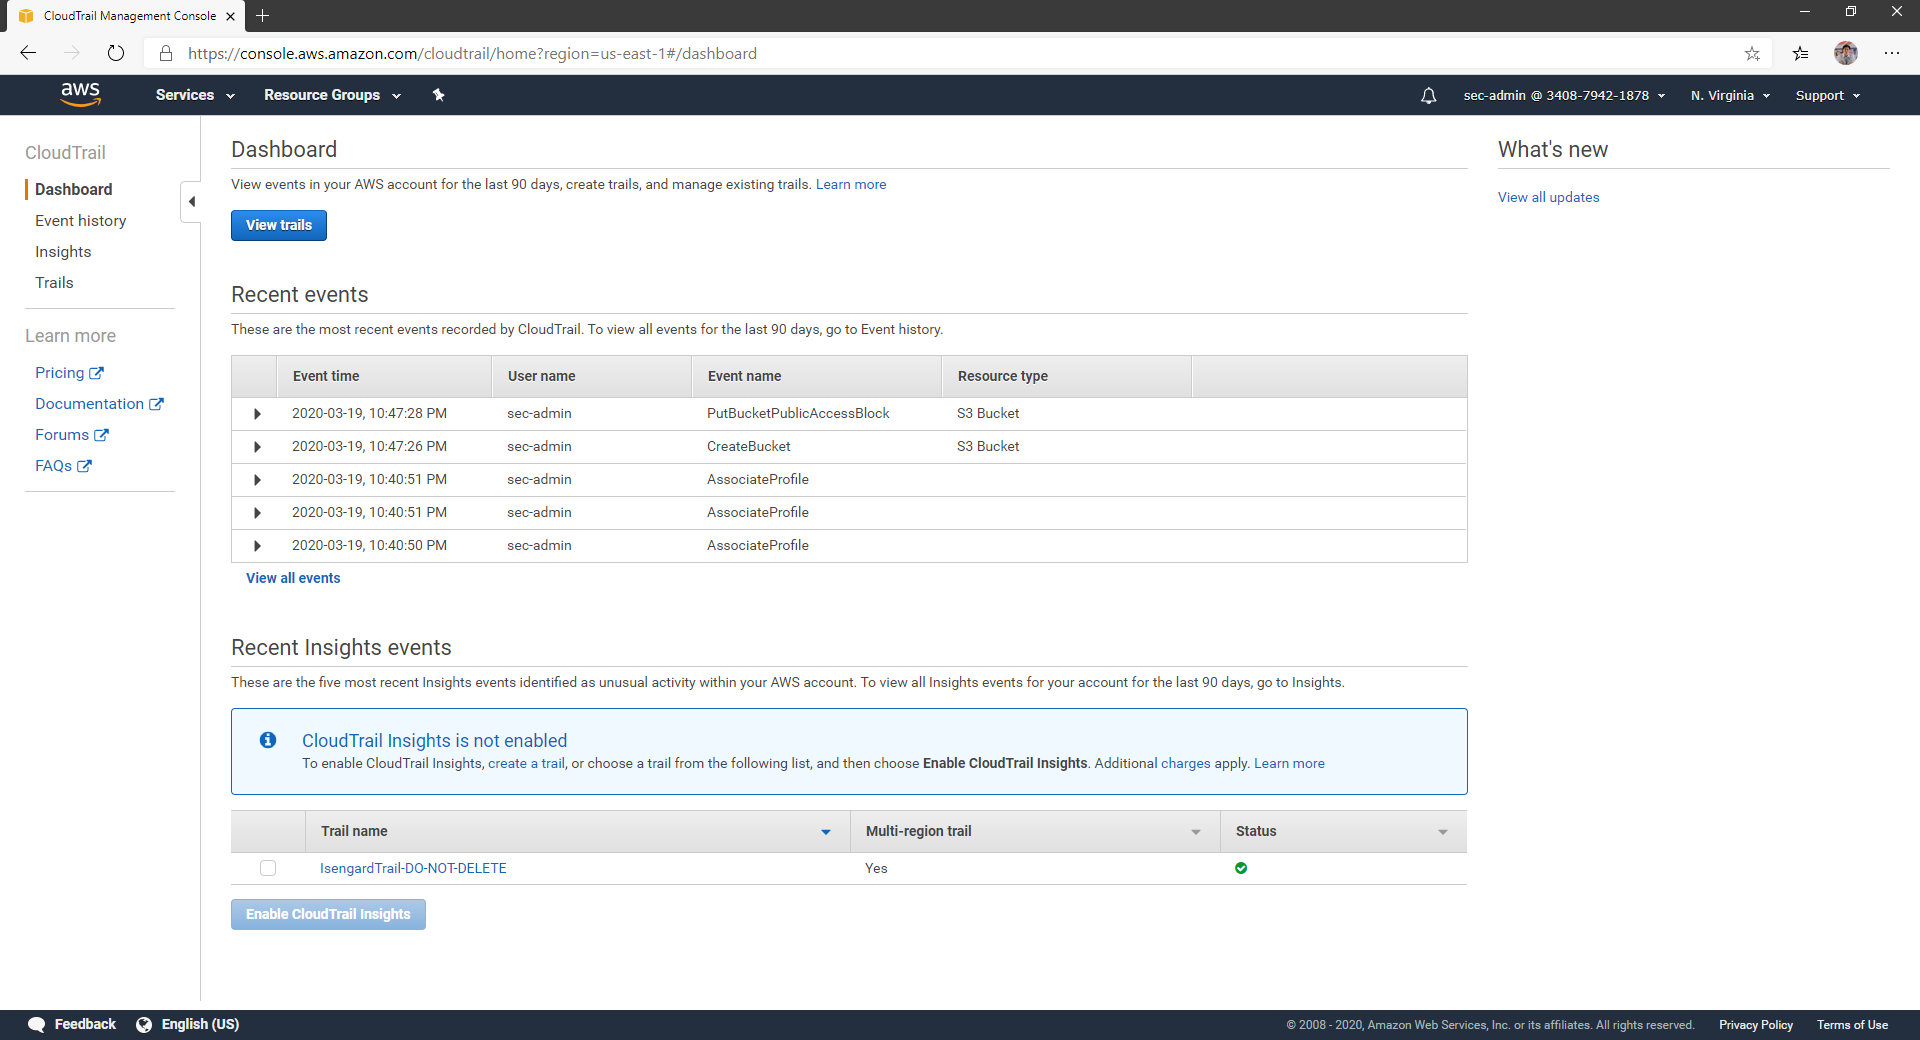 CloudTrail Management Console
https://console.aws.amazon.com/cloudtrail/home?region=us-east-1#/dashboard
aws
Services
Resource Groups
sec-admin @ 3408-7942-1878
N. Virginia
Support
CloudTrail
Dashboard
Event history
Insights
Trails
Learn more
Pricing
Documentation
Forums
FAQs
Dashboard
View events in your AWS account for the last 90 days, create trails, and manage existing trails. Learn more
View trails
Recent events
These are the most recent events recorded by CloudTrail. To view all events for the last 90 days, go to Event history.
Event time User name Event name Resource type
2020-03-19, 10:47:28 PM sec-admin PutBucketPublicAccessBlock S3 Bucket
2020-03-19, 10:47:26 PM sec-admin CreateBucket S3 Bucket
2020-03-19, 10:40:51 PM sec-admin AssociateProfile
2020-03-19, 10:40:51 PM sec-admin AssociateProfile
2020-03-19, 10:40:50 PM sec-admin AssociateProfile
View all events
Recent Insights events
These are the five most recent Insights events identified as unusual activity within your AWS account. To view all Insights events for your account for the last 90 days, go to Insights.
CloudTrail Insights is not enabled
To enable CloudTrail Insights, create a trail, or choose a trail from the following list, and then choose Enable CloudTrail Insights. Additional charges apply. Learn more
Trail name Multi-region trail Status
IsengardTrail-DO-NOT-DELETE Yes
Enable CloudTrail Insights
What's new
View all updates
Feedback
English (US)
© 2008 - 2020, Amazon Web Services, Inc. or its affiliates. All rights reserved.
Privacy Policy
Terms of Use